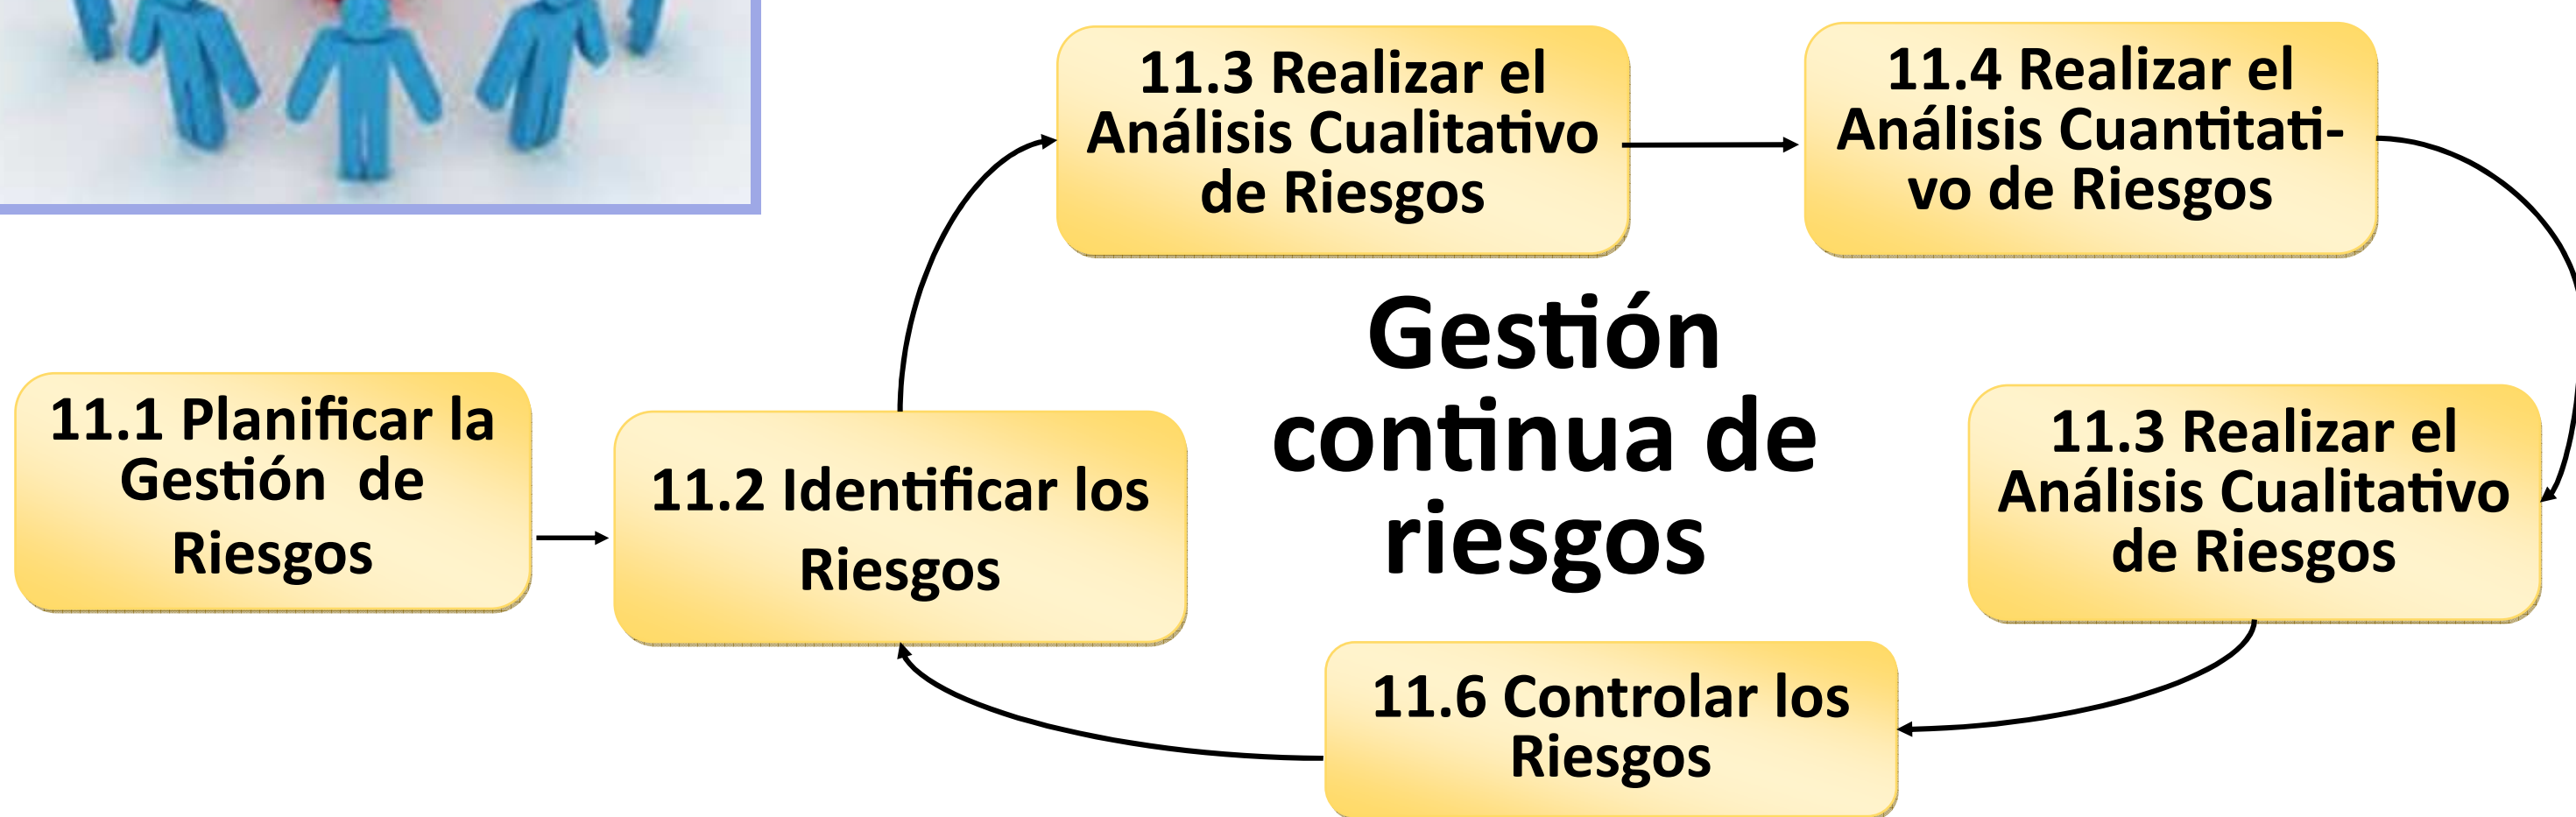 11.3 Realizar el
Análisis Cualitativo
de Riesgos
11.4 Realizar el
Análisis Cuantitati-
vo de Riesgos
Gestión
continua de
riesgos
11.1 Planificar la
Gestión  de
Riesgos
11.2 Identificar los
Riesgos
11.3 Realizar el
Análisis Cualitativo
de Riesgos
11.6 Controlar los
Riesgos